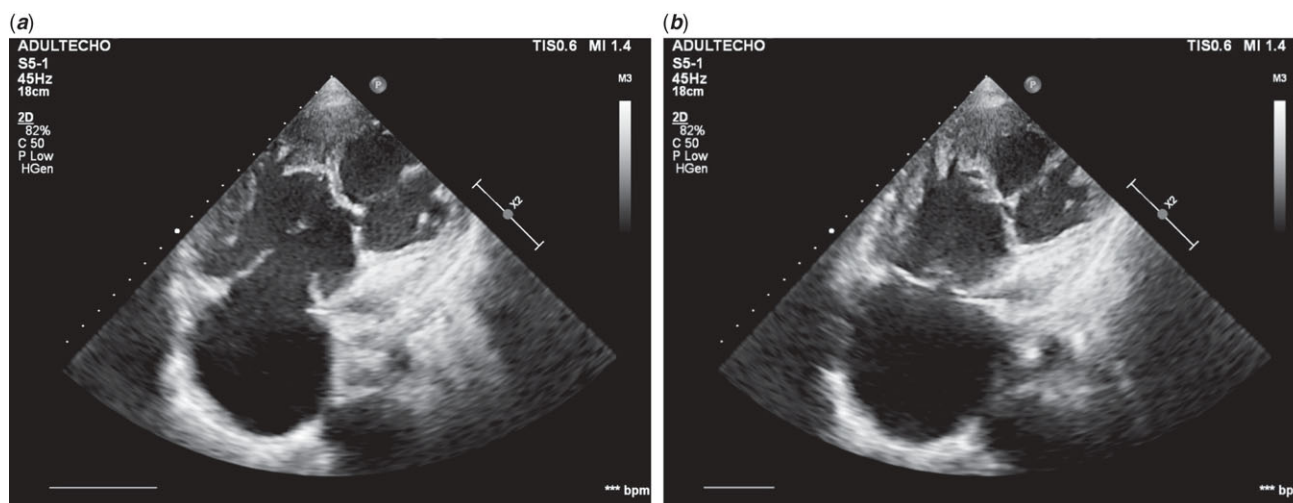 (a)
ADULTECHO
TIS0.6 MI 1.4
S5-1
45Hz
18cm
M3
2D
82%
C 50
P Low
HGen
P
X2
*** bpm
(b)
ADULTECHO
TIS0.6 MI 1.4
S5-1
45Hz
18cm
M3
2D
82%
C 50
P Low
HGen
P
X2
*** bpm